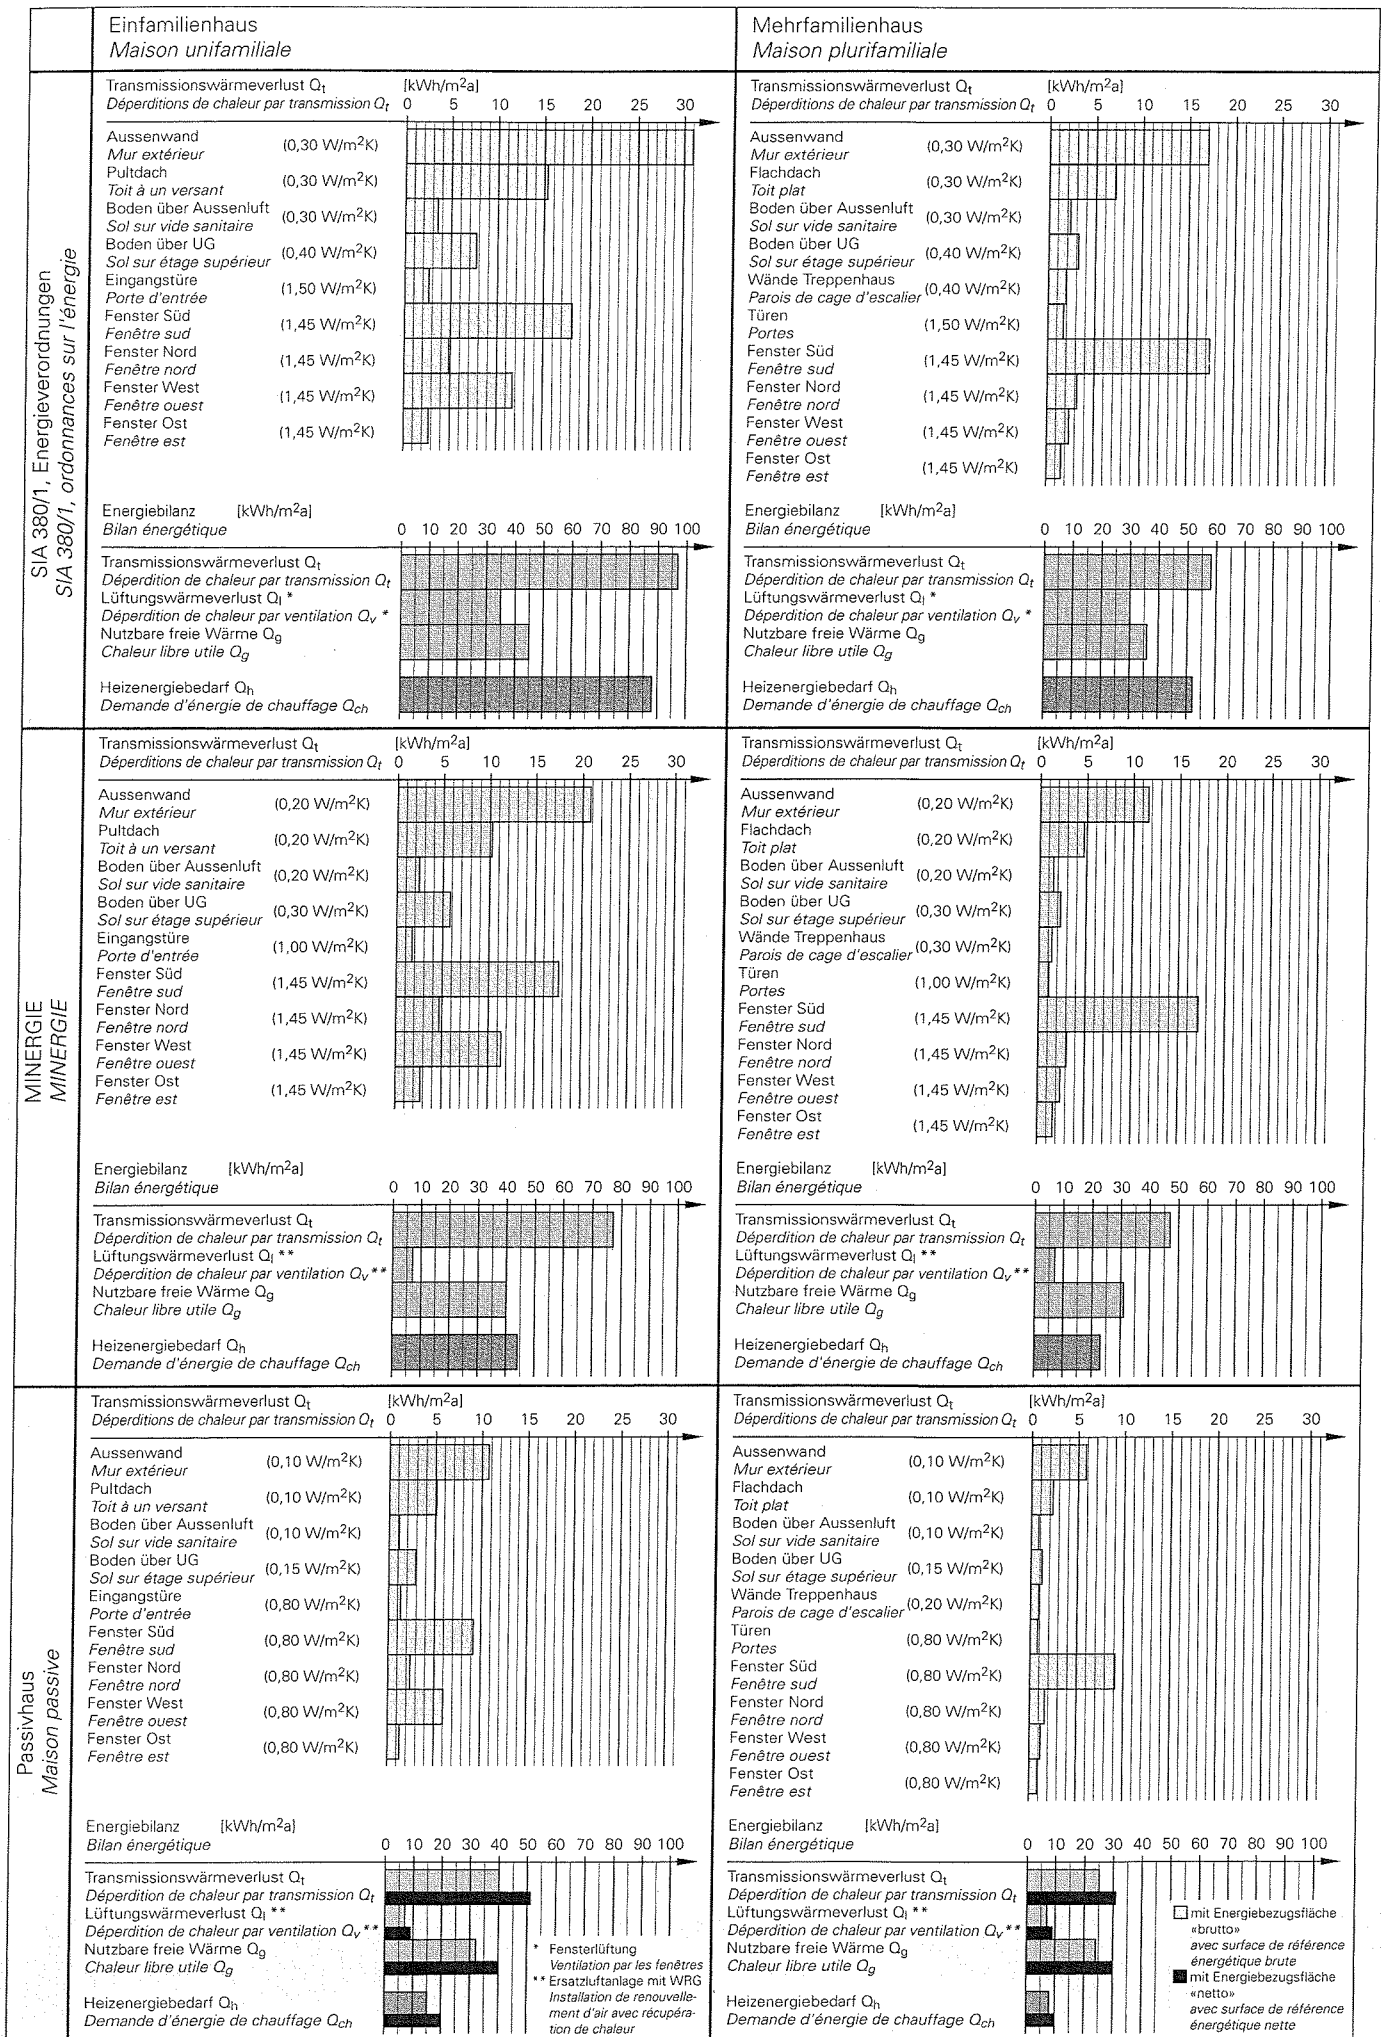 Einfamilienhaus
Maison unifamiliale
Mehrfamilienhaus
Maison plurifamiliale
SIA 380/1, Energieverordnungen
SIA 380/1, ordonnances sur l'énergie
Transmissionswärmeverlust Qt [kWh/m²a]
Déperditions de chaleur par transmission Qt 0 5 10 15 20 25 30
Aussenwand
Mur extérieur (0,30 W/m²K)
Pultdach
Toit à un versant (0,30 W/m²K)
Boden über Aussenluft
Sol sur vide sanitaire (0,30 W/m²K)
Boden über UG
Sol sur étage supérieur (0,40 W/m²K)
Eingangstüre
Porte d'entrée (1,50 W/m²K)
Fenster Süd
Fenêtre sud (1,45 W/m²K)
Fenster Nord
Fenêtre nord (1,45 W/m²K)
Fenster West
Fenêtre ouest (1,45 W/m²K)
Fenster Ost
Fenêtre est (1,45 W/m²K)
Energiebilanz [kWh/m²a]
Bilan énergétique 0 10 20 30 40 50 60 70 80 90 100
Transmissionswärmeverlust Qt
Déperdition de chaleur par transmission Qt
Lüftungswärmeverlust Ql *
Déperdition de chaleur par ventilation Qv *
Nutzbare freie Wärme Qg
Chaleur libre utile Qg
Heizenergiebedarf Qh
Demande d'énergie de chauffage Qch
Transmissionswärmeverlust Qt [kWh/m²a]
Déperditions de chaleur par transmission Qt 0 5 10 15 20 25 30
Aussenwand
Mur extérieur (0,30 W/m²K)
Flachdach
Toit plat (0,30 W/m²K)
Boden über Aussenluft
Sol sur vide sanitaire (0,30 W/m²K)
Boden über UG
Sol sur étage supérieur (0,40 W/m²K)
Wände Treppenhaus
Parois de cage d'escalier (0,40 W/m²K)
Türen
Portes (1,50 W/m²K)
Fenster Süd
Fenêtre sud (1,45 W/m²K)
Fenster Nord
Fenêtre nord (1,45 W/m²K)
Fenster West
Fenêtre ouest (1,45 W/m²K)
Fenster Ost
Fenêtre est (1,45 W/m²K)
Energiebilanz [kWh/m²a]
Bilan énergétique 0 10 20 30 40 50 60 70 80 90 100
Transmissionswärmeverlust Qt
Déperdition de chaleur par transmission Qt
Lüftungswärmeverlust Ql *
Déperdition de chaleur par ventilation Qv *
Nutzbare freie Wärme Qg
Chaleur libre utile Qg
Heizenergiebedarf Qh
Demande d'énergie de chauffage Qch
MINERGIE
MINERGIE
Transmissionswärmeverlust Qt [kWh/m²a]
Déperditions de chaleur par transmission Qt 0 5 10 15 20 25 30
Aussenwand
Mur extérieur (0,20 W/m²K)
Pultdach
Toit à un versant (0,20 W/m²K)
Boden über Aussenluft
Sol sur vide sanitaire (0,20 W/m²K)
Boden über UG
Sol sur étage supérieur (0,30 W/m²K)
Eingangstüre
Porte d'entrée (1,00 W/m²K)
Fenster Süd
Fenêtre sud (1,45 W/m²K)
Fenster Nord
Fenêtre nord (1,45 W/m²K)
Fenster West
Fenêtre ouest (1,45 W/m²K)
Fenster Ost
Fenêtre est (1,45 W/m²K)
Energiebilanz [kWh/m²a]
Bilan énergétique 0 10 20 30 40 50 60 70 80 90 100
Transmissionswärmeverlust Qt
Déperdition de chaleur par transmission Qt
Lüftungswärmeverlust Ql **
Déperdition de chaleur par ventilation Qv **
Nutzbare freie Wärme Qg
Chaleur libre utile Qg
Heizenergiebedarf Qh
Demande d'énergie de chauffage Qch
Transmissionswärmeverlust Qt [kWh/m²a]
Déperditions de chaleur par transmission Qt 0 5 10 15 20 25 30
Aussenwand
Mur extérieur (0,20 W/m²K)
Flachdach
Toit plat (0,20 W/m²K)
Boden über Aussenluft
Sol sur vide sanitaire (0,20 W/m²K)
Boden über UG
Sol sur étage supérieur (0,30 W/m²K)
Wände Treppenhaus
Parois de cage d'escalier (0,30 W/m²K)
Türen
Portes (1,00 W/m²K)
Fenster Süd
Fenêtre sud (1,45 W/m²K)
Fenster Nord
Fenêtre nord (1,45 W/m²K)
Fenster West
Fenêtre ouest (1,45 W/m²K)
Fenster Ost
Fenêtre est (1,45 W/m²K)
Energiebilanz [kWh/m²a]
Bilan énergétique 0 10 20 30 40 50 60 70 80 90 100
Transmissionswärmeverlust Qt
Déperdition de chaleur par transmission Qt
Lüftungswärmeverlust Ql **
Déperdition de chaleur par ventilation Qv **
Nutzbare freie Wärme Qg
Chaleur libre utile Qg
Heizenergiebedarf Qh
Demande d'énergie de chauffage Qch
Passivhaus
Maison passive
Transmissionswärmeverlust Qt [kWh/m²a]
Déperditions de chaleur par transmission Qt 0 5 10 15 20 25 30
Aussenwand
Mur extérieur (0,10 W/m²K)
Pultdach
Toit à un versant (0,10 W/m²K)
Boden über Aussenluft
Sol sur vide sanitaire (0,10 W/m²K)
Boden über UG
Sol sur étage supérieur (0,15 W/m²K)
Eingangstüre
Porte d'entrée (0,80 W/m²K)
Fenster Süd
Fenêtre sud (0,80 W/m²K)
Fenster Nord
Fenêtre nord (0,80 W/m²K)
Fenster West
Fenêtre ouest (0,80 W/m²K)
Fenster Ost
Fenêtre est (0,80 W/m²K)
Energiebilanz [kWh/m²a]
Bilan énergétique 0 10 20 30 40 50 60 70 80 90 100
Transmissionswärmeverlust Qt
Déperdition de chaleur par transmission Qt
Lüftungswärmeverlust Ql **
Déperdition de chaleur par ventilation Qv **
Nutzbare freie Wärme Qg
Chaleur libre utile Qg
Heizenergiebedarf Qh
Demande d'énergie de chauffage Qch
* Fensterlüftung
Ventilation par les fenêtres
** Ersatzluftanlage mit WRG
Installation de renouvelle-
ment d'air avec récupéra-
tion de chaleur
Transmissionswärmeverlust Qt [kWh/m²a]
Déperditions de chaleur par transmission Qt 0 5 10 15 20 25 30
Aussenwand
Mur extérieur (0,10 W/m²K)
Flachdach
Toit plat (0,10 W/m²K)
Boden über Aussenluft
Sol sur vide sanitaire (0,10 W/m²K)
Boden über UG
Sol sur étage supérieur (0,15 W/m²K)
Wände Treppenhaus
Parois de cage d'escalier (0,20 W/m²K)
Türen
Portes (0,80 W/m²K)
Fenster Süd
Fenêtre sud (0,80 W/m²K)
Fenster Nord
Fenêtre nord (0,80 W/m²K)
Fenster West
Fenêtre ouest (0,80 W/m²K)
Fenster Ost
Fenêtre est (0,80 W/m²K)
Energiebilanz [kWh/m²a]
Bilan énergétique 0 10 20 30 40 50 60 70 80 90 100
Transmissionswärmeverlust Qt
Déperdition de chaleur par transmission Qt
Lüftungswärmeverlust Ql **
Déperdition de chaleur par ventilation Qv **
Nutzbare freie Wärme Qg
Chaleur libre utile Qg
Heizenergiebedarf Qh
Demande d'énergie de chauffage Qch
mit Energiebezugsfläche
«brutto»
avec surface de référence
énergétique brute
mit Energiebezugsfläche
«netto»
avec surface de référence
énergétique nette